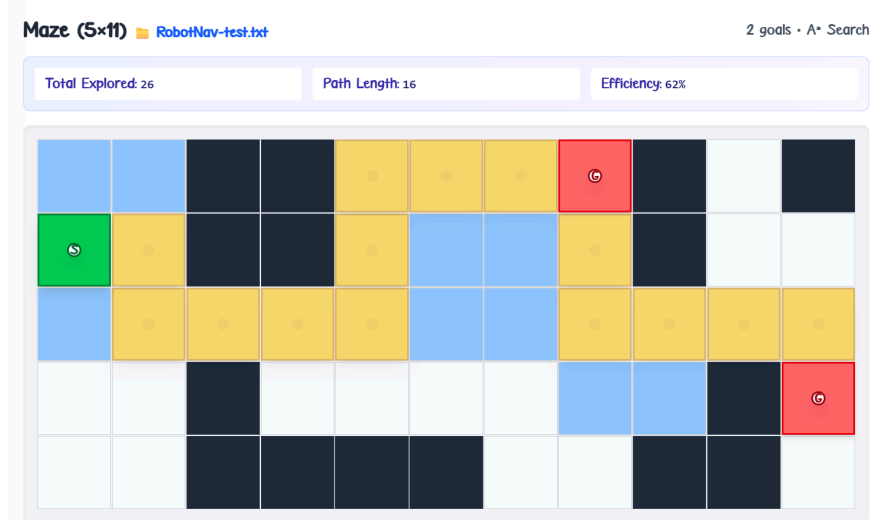 Maze (5×11) 📁 RobotNav-test.txt
2 goals • A* Search
Total Explored: 26
Path Length: 16
Efficiency: 62%
G
S
G